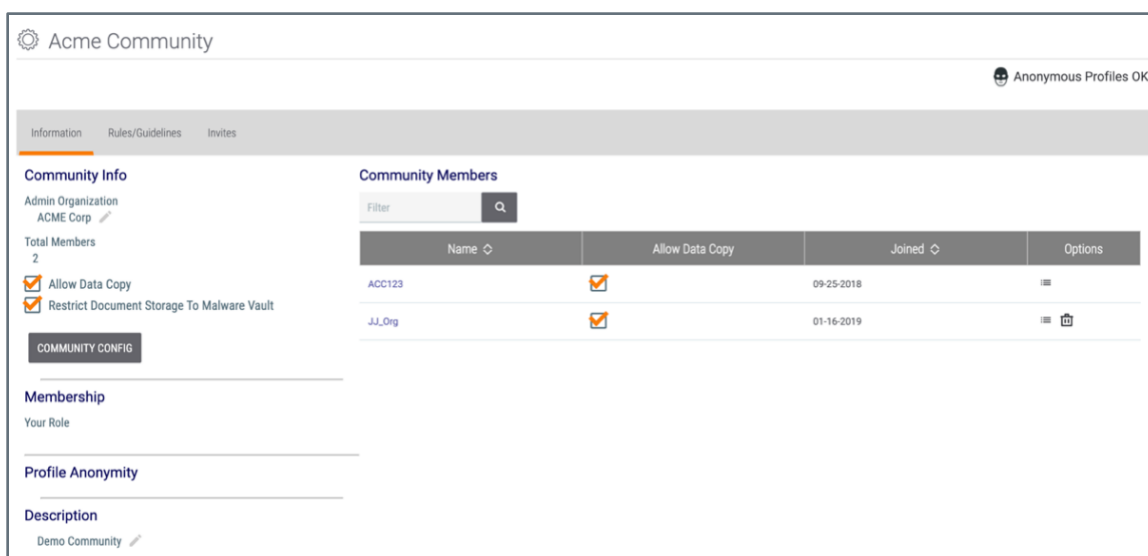 Acme Community
Anonymous Profiles OK
Information Rules/Guidelines Invites
Community Info
Admin Organization
ACME Corp
Total Members
2
Allow Data Copy
Restrict Document Storage To Malware Vault
COMMUNITY CONFIG
Membership
Your Role
Profile Anonymity
Description
Demo Community
Community Members
Filter
Name Allow Data Copy Joined Options
ACC123 09-25-2018
JJ_Org 01-16-2019